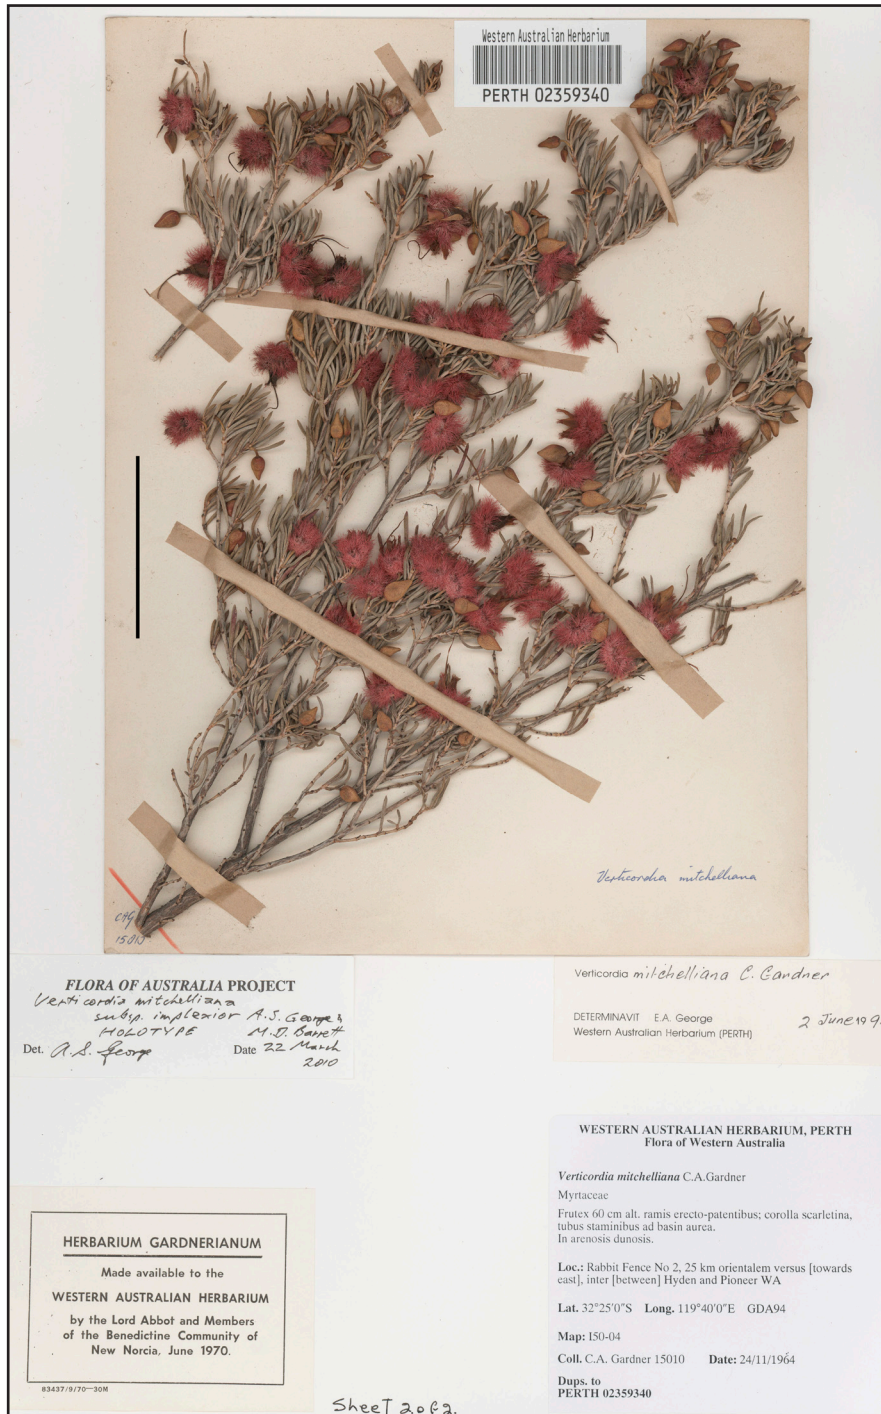 Western Australian Herbarium
PERTH 02359340
Verticordia mitchelliana
CAG
FLORA OF AUSTRALIA PROJECT
Verticordia mitchelliana
subsp. implexior A.S. George &
HOLOTYPE M.D. Barrett
Det. A.S. George Date 22 March
2010
Verticordia mitchelliana C. Gardner
DETERMINAVIT E.A. George
Western Australian Herbarium (PERTH)
2 June 199
HERBARIUM GARDNERIANUM
Made available to the
WESTERN AUSTRALIAN HERBARIUM
by the Lord Abbot and Members
of the Benedictine Community of
New Norcia, June 1970.
83437/9/70—30M
WESTERN AUSTRALIAN HERBARIUM, PERTH
Flora of Western Australia
Verticordia mitchelliana C.A.Gardner
Myrtaceae
Frutex 60 cm alt. ramis erecto-patentibus; corolla scarletina,
tubus staminibus ad basin aurea.
In arenosis dunosis.
Loc.: Rabbit Fence No 2, 25 km orientalem versus [towards
east], inter [between] Hyden and Pioneer WA
Lat. 32°25'0"S Long. 119°40'0"E GDA94
Map: I50-04
Coll. C.A. Gardner 15010 Date: 24/11/1964
Dups. to
PERTH 02359340
Sheet 2 of 2.